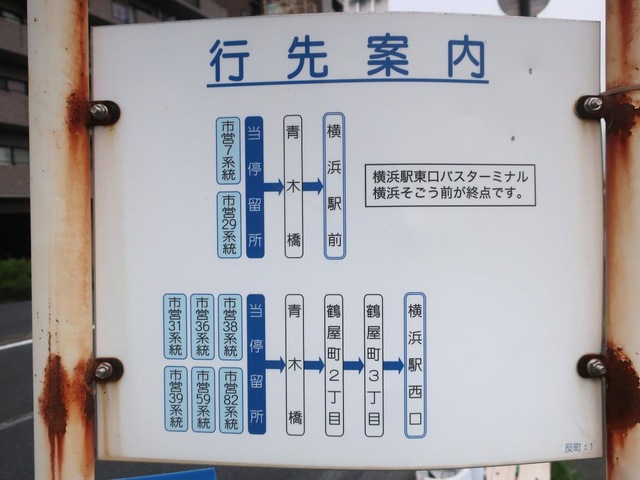 行先案内
市営7系統
市営29系統
当停留所
青木橋
横浜駅前
横浜駅東口バスターミナル
横浜そごう前が終点です。
市営31系統
市営36系統
市営38系統
市営39系統
市営59系統
市営82系統
当停留所
青木橋
鶴屋町2丁目
鶴屋町3丁目
横浜駅西口
反町：1